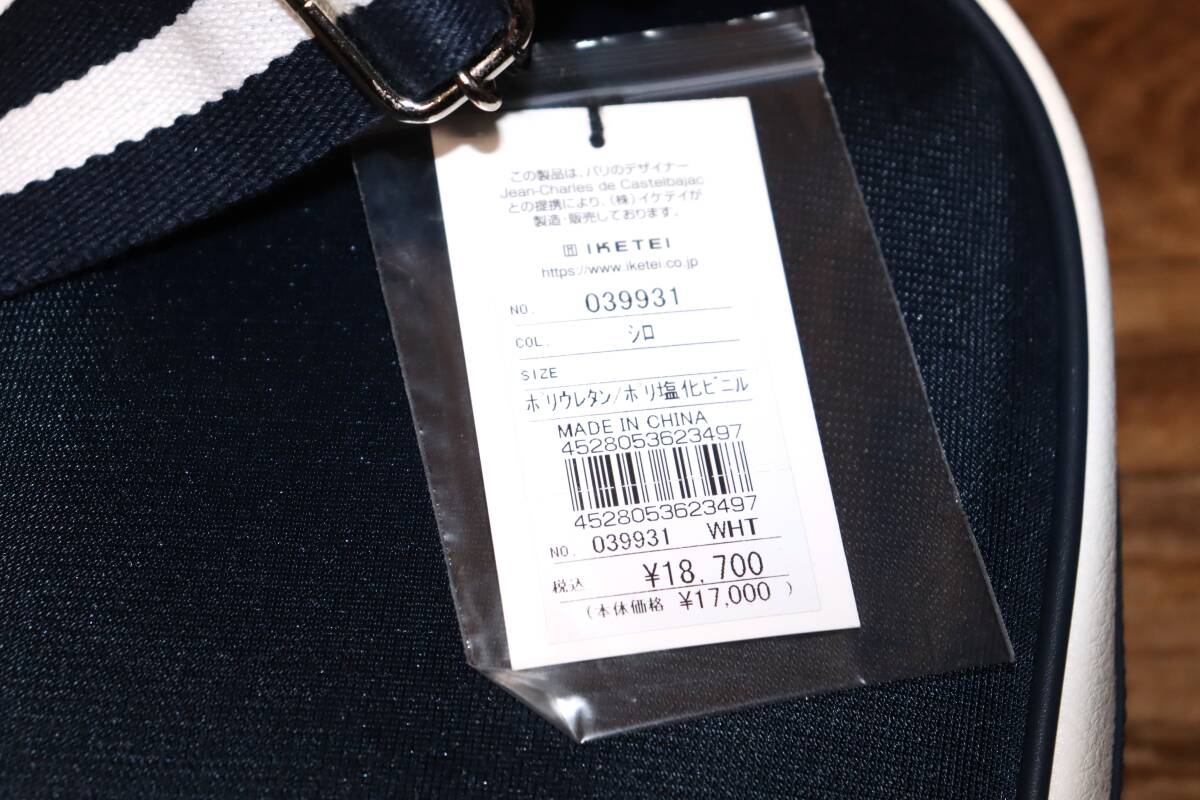 この製品は、パリのデザイナー
Jean-Charles de Castelbajac
との提携により、（株）イケテイが
製造・販売しております。
IKETEI
https://www.iketei.co.jp
NO. 039931
COL. シロ
SIZE
ポリウレタン/ポリ塩化ビニル
MADE IN CHINA
4528053623497
4528053623497
NO. 039931 WHT
税込 ¥18,700
(本体価格 ¥17,000 )